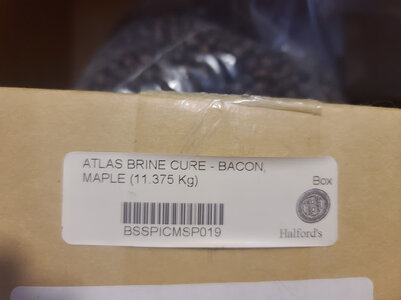 ATLAS BRINE CURE - BACON,
MAPLE (11.375 Kg)
Box
BSSPICMSP019
Halford's